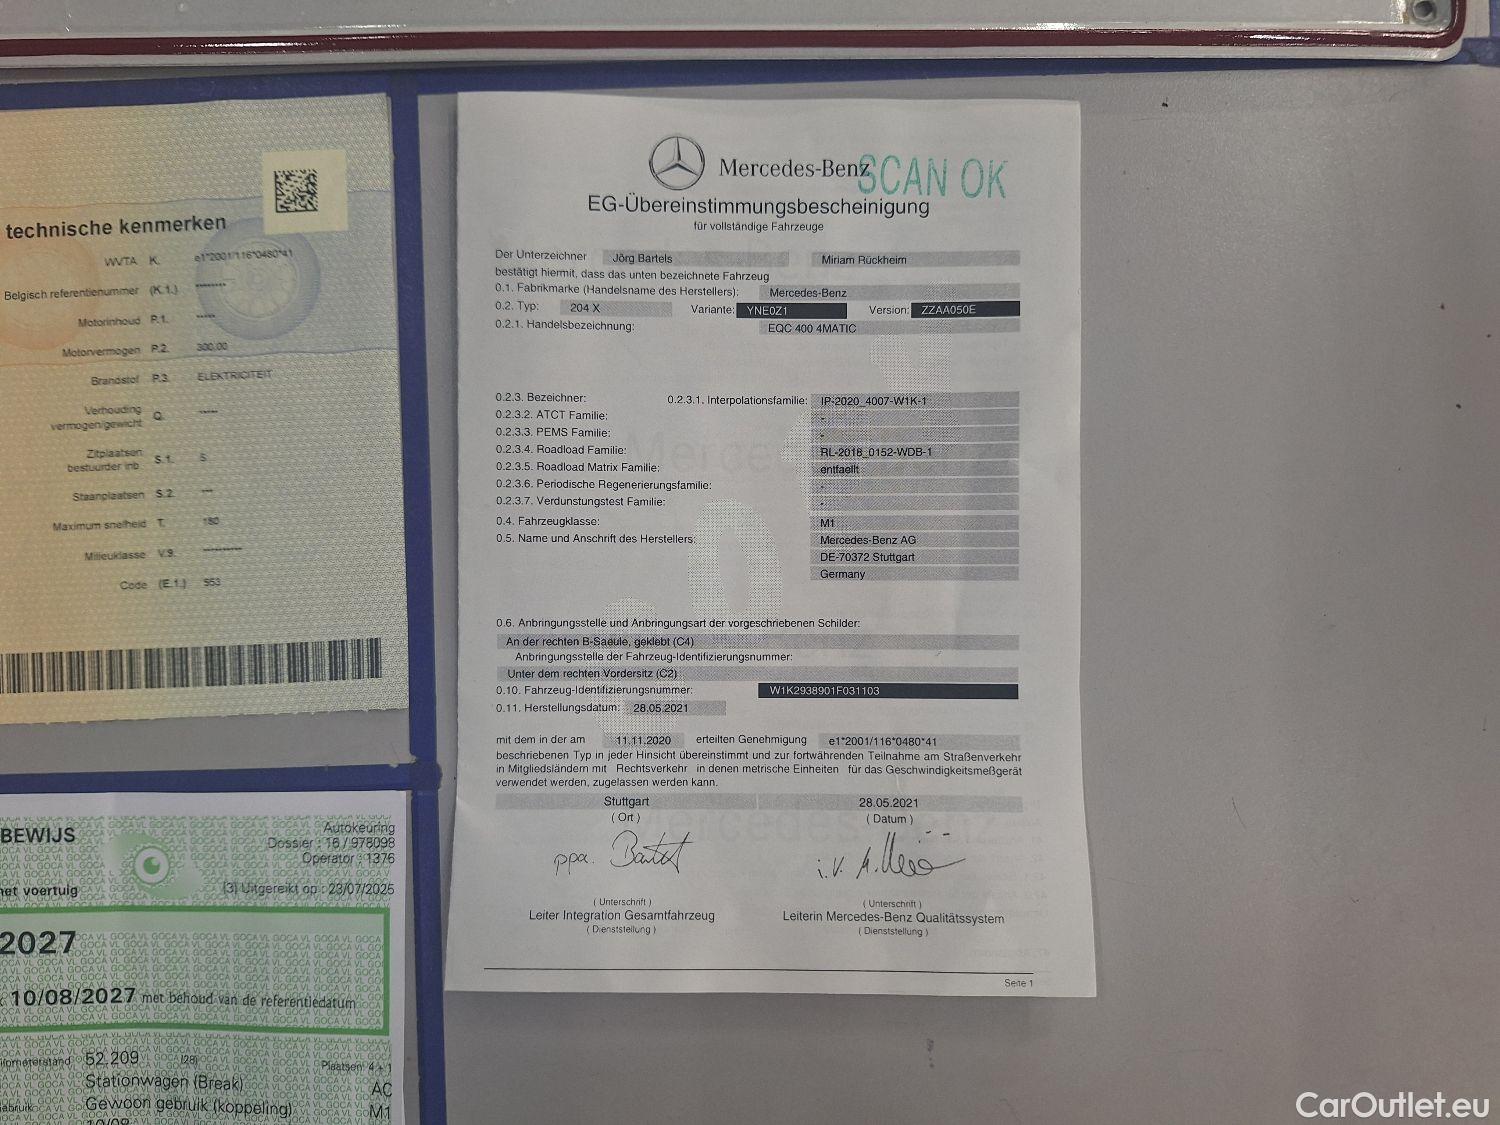 technische kenmerken
WVTA K. e1*2001/116*0480*41
Belgisch referentienummer (K.1.) --------
Motorinhoud P.1. -----
Motorvermogen P.2. 300.00
Brandstof P.3. ELEKTRICITEIT
Verhouding
vermogen/gewicht Q. -----
Zitplaatsen
bestuurder inb S.1. 5
Staanplaatsen S.2. ---
Maximum snelheid T. 180
Milieuklasse V.9. ----------
Code (E.1.) 553
BEWIJS
Autokeuring
Dossier : 16 / 978098
Operator : 1376
het voertuig
(3) Uitgereikt op : 23/07/2025
2027
10/08/2027 met behoud van de referentiedatum
52.209 (28)
Plaatsen: 4 + 1
Stationwagen (Break)
AC
Gewoon gebruik (koppeling)
M1
10/08
Mercedes-Benz
SCAN OK
EG-Übereinstimmungsbescheinigung
für vollständige Fahrzeuge
Der Unterzeichner Jörg Bartels Miriam Rückheim
bestätigt hiermit, dass das unten bezeichnete Fahrzeug
0.1. Fabrikmarke (Handelsname des Herstellers): Mercedes-Benz
0.2. Typ: 204 X Variante: YNE0Z1 Version: ZZAA050E
0.2.1. Handelsbezeichnung: EQC 400 4MATIC
0.2.3. Bezeichner: 0.2.3.1. Interpolationsfamilie: IP-2020_4007-W1K-1
0.2.3.2. ATCT Familie: -
0.2.3.3. PEMS Familie: -
0.2.3.4. Roadload Familie: RL-2018_0152-WDB-1
0.2.3.5. Roadload Matrix Familie: entfaellt
0.2.3.6. Periodische Regenerierungsfamilie: -
0.2.3.7. Verdunstungstest Familie: -
0.4. Fahrzeugklasse: M1
0.5. Name und Anschrift des Herstellers: Mercedes-Benz AG
DE-70372 Stuttgart
Germany
0.6. Anbringungsstelle und Anbringungsart der vorgeschriebenen Schilder:
An der rechten B-Saeule, geklebt (C4)
Anbringungsstelle der Fahrzeug-Identifizierungsnummer:
Unter dem rechten Vordersitz (C2)
0.10. Fahrzeug-Identifizierungsnummer: W1K2938901F031103
0.11. Herstellungsdatum: 28.05.2021
mit dem in der am 11.11.2020 erteilten Genehmigung e1*2001/116*0480*41
beschriebenen Typ in jeder Hinsicht übereinstimmt und zur fortwährenden Teilnahme am Straßenverkehr
in Mitgliedsländern mit Rechtsverkehr in denen metrische Einheiten für das Geschwindigkeitsmeßgerät
verwendet werden, zugelassen werden kann.
Stuttgart 28.05.2021
( Ort ) ( Datum )
ppa. Bartels
( Unterschrift ) ( Unterschrift )
Leiter Integration Gesamtfahrzeug Leiterin Mercedes-Benz Qualitätssystem
( Dienststellung ) ( Dienststellung )
Seite 1
CarOutlet.eu